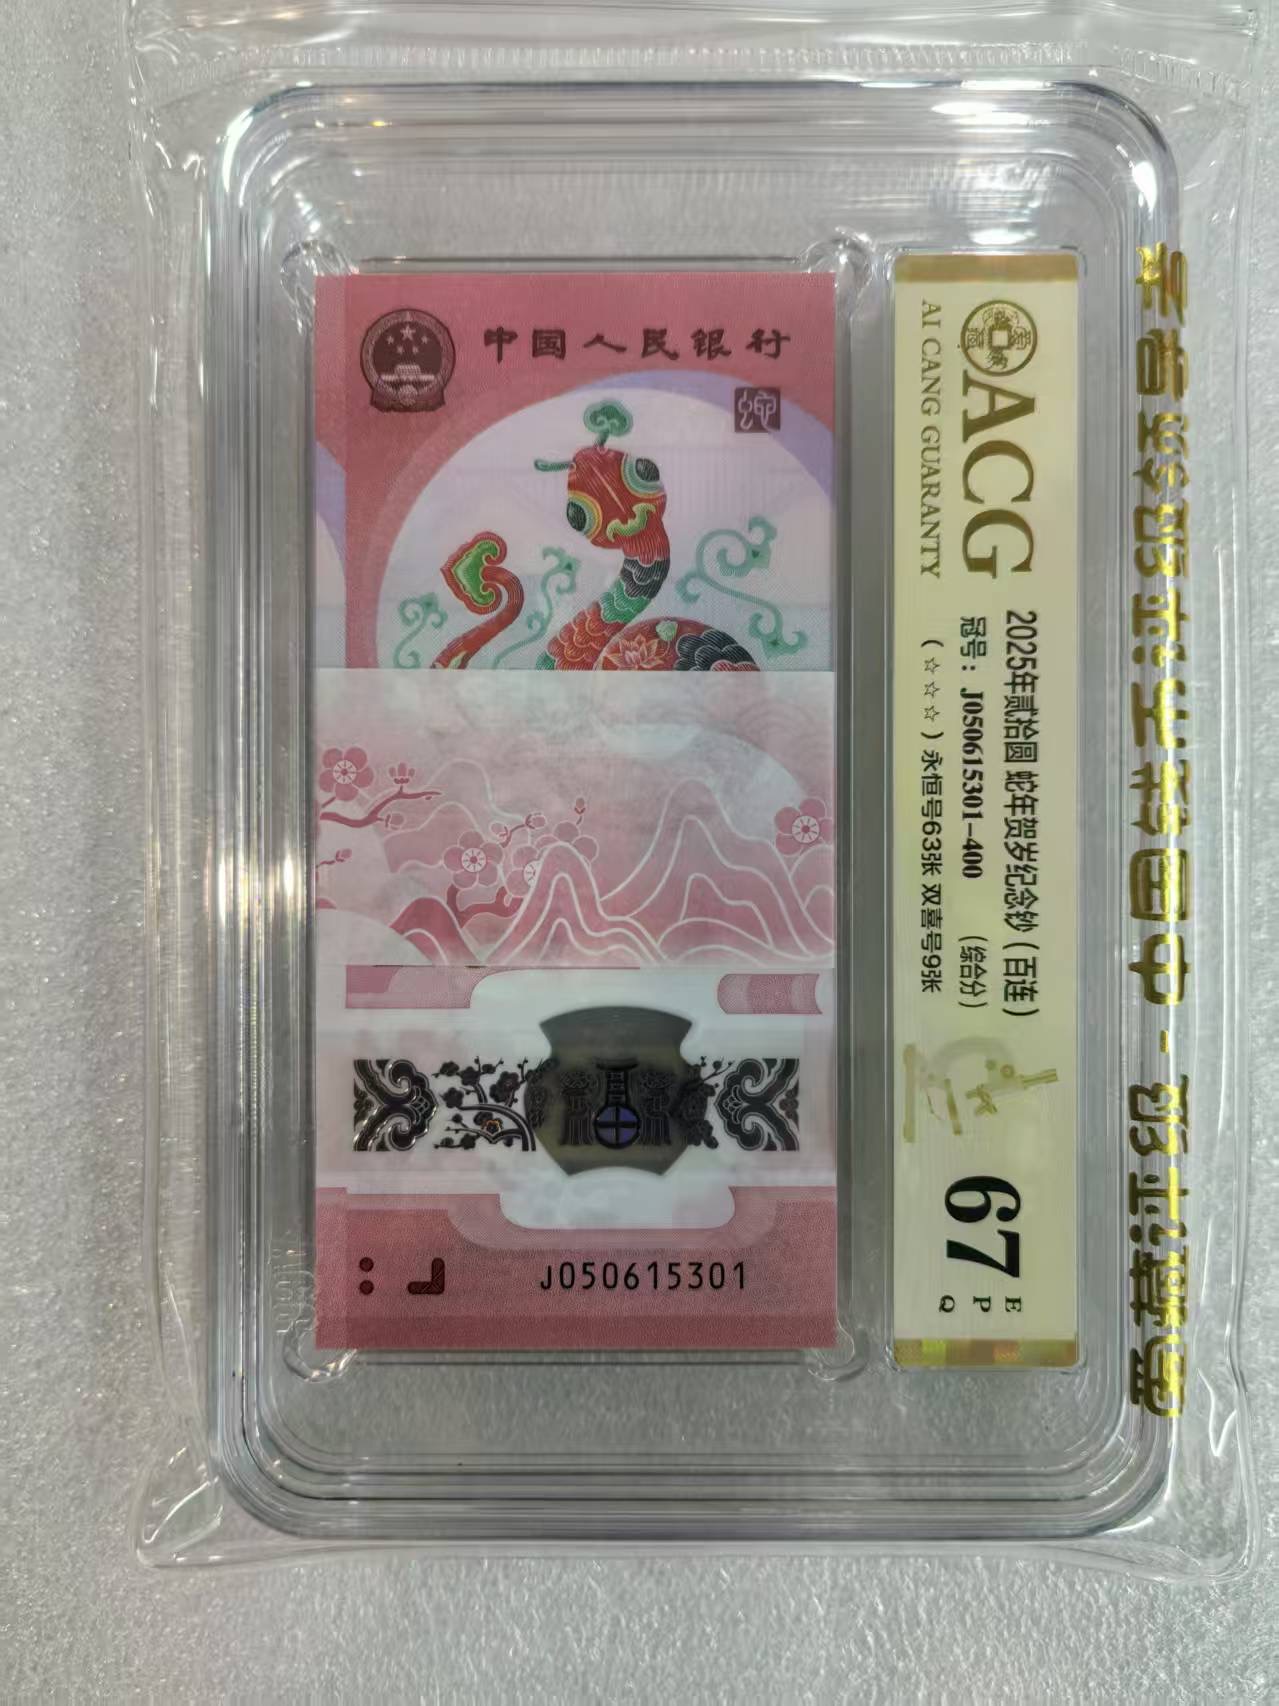 中国人民银行
蛇
J050615301
ACG
AI CANG GUARANTY
2025年贰拾圆 蛇年贺岁纪念钞（百连）
冠号：J050615301-400 （综合分）
（☆☆☆）永恒号63张 双喜号9张
67
E
P
Q